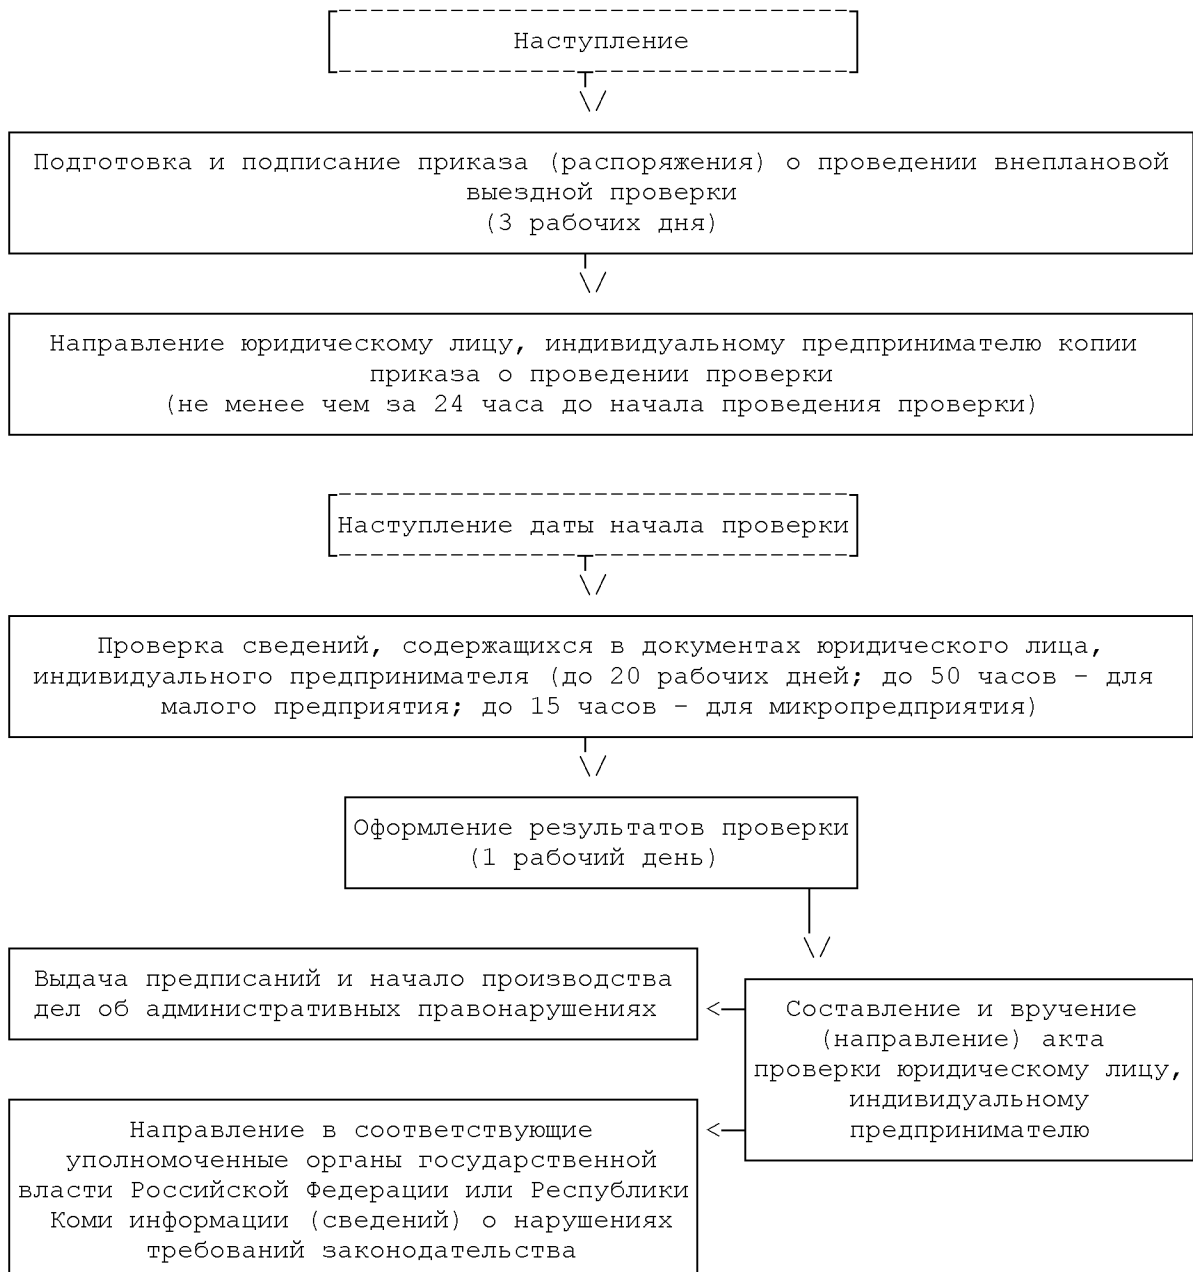 Наступление
\/
Подготовка и подписание приказа (распоряжения) о проведении внеплановой
выездной проверки
(3 рабочих дня)
\/
Направление юридическому лицу, индивидуальному предпринимателю копии
приказа о проведении проверки
(не менее чем за 24 часа до начала проведения проверки)
Наступление даты начала проверки
\/
Проверка сведений, содержащихся в документах юридического лица,
индивидуального предпринимателя (до 20 рабочих дней; до 50 часов - для
малого предприятия; до 15 часов - для микропредприятия)
\/
Оформление результатов проверки
(1 рабочий день)
\/
Выдача предписаний и начало производства
дел об административных правонарушениях
<
Составление и вручение
(направление) акта
проверки юридическому лицу,
индивидуальному
предпринимателю
<
Направление в соответствующие
уполномоченные органы государственной
власти Российской Федерации или Республики
Коми информации (сведений) о нарушениях
требований законодательства